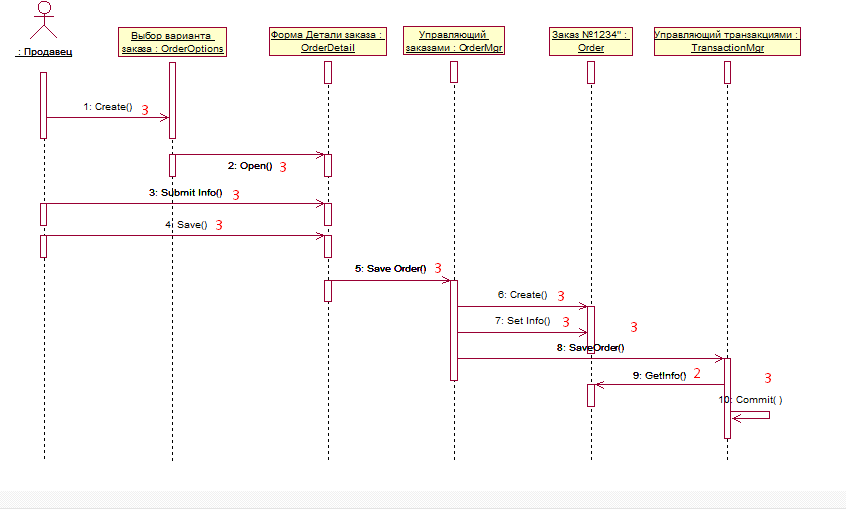 : Продавец
Выбор варианта
заказа : OrderOptions
Форма Детали заказа :
OrderDetail
Управляющий
заказами : OrderMgr
Заказ №1234" :
Order
Управляющий транзакциями :
TransactionMgr
1: Create() 3
2: Open() 3
3: Submit Info() 3
4: Save() 3
5: Save Order() 3
6: Create() 3
7: Set Info() 3
3
8: SaveOrder()
9: GetInfo() 2
3
10: Commit( )